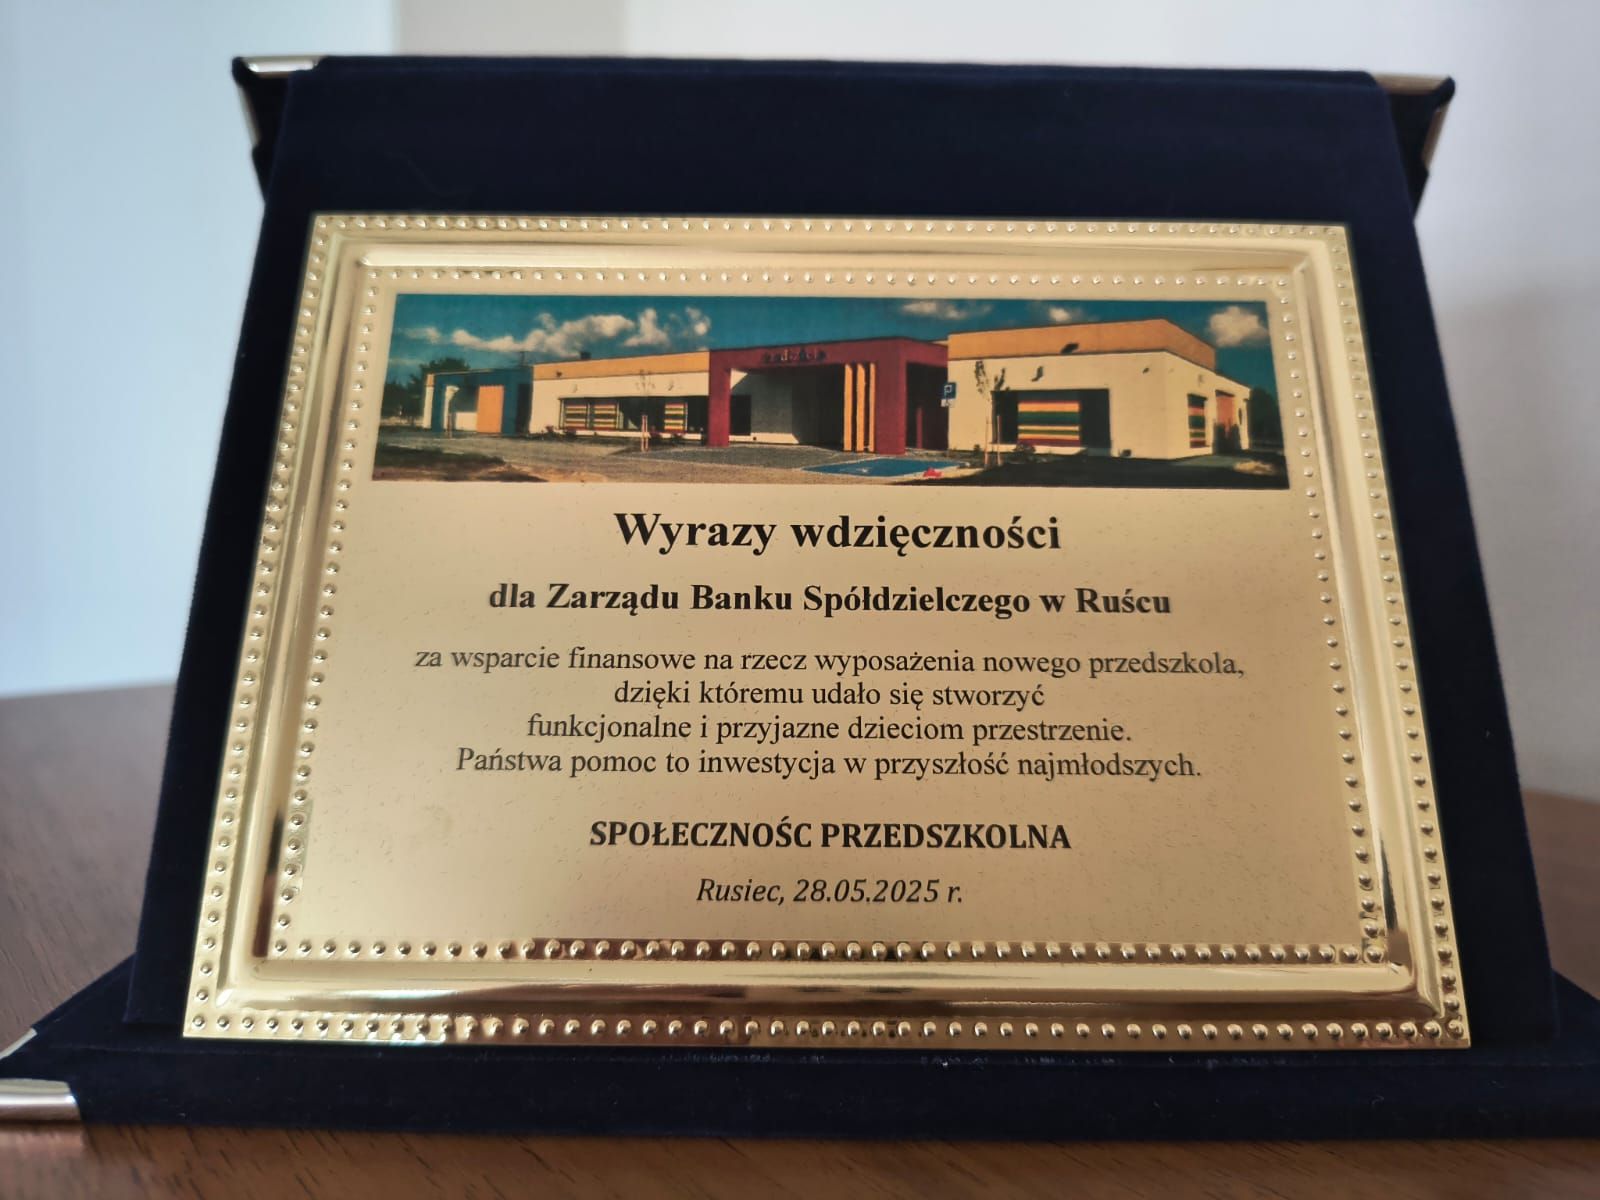 Wyrazy wdzięczności
dla Zarządu Banku Spółdzielczego w Ruścu
za wsparcie finansowe na rzecz wyposażenia nowego przedszkola,
dzięki któremu udało się stworzyć
funkcjonalne i przyjazne dzieciom przestrzenie.
Państwa pomoc to inwestycja w przyszłość najmłodszych.
SPOŁECZNOŚC PRZEDSZKOLNA
Rusiec, 28.05.2025 r.